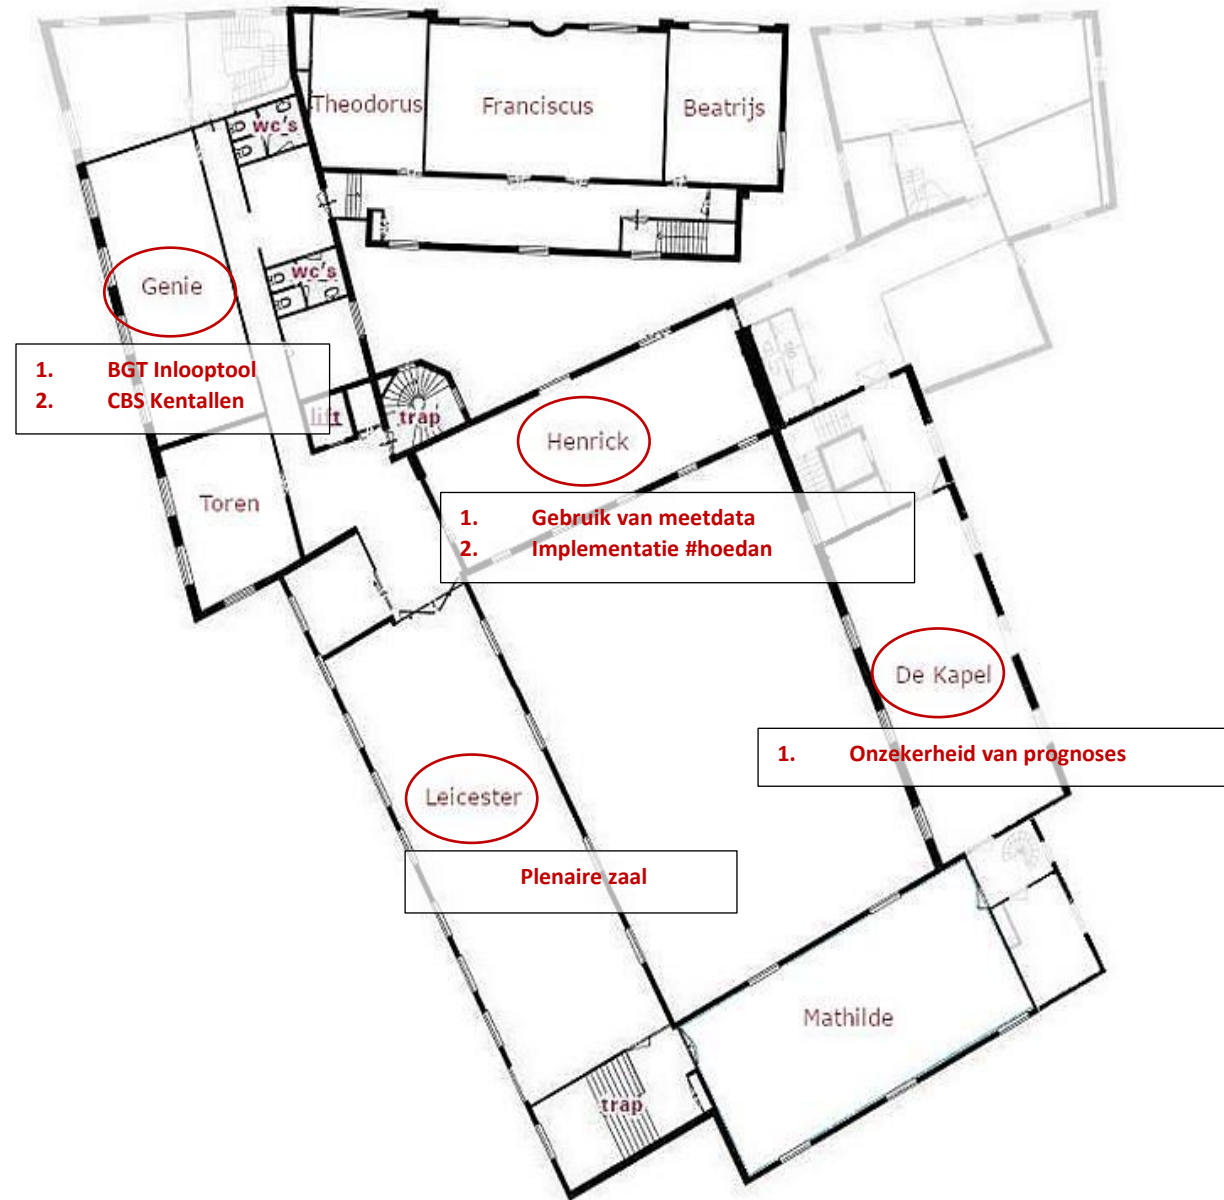 Theodorus
Franciscus
Beatrijs
wc's
wc's
Genie
1. BGT Inlooptool
2. CBS Kentallen
lift
trap
Henrick
Toren
1. Gebruik van meetdata
2. Implementatie #hoedan
De Kapel
1. Onzekerheid van prognoses
Leicester
Plenaire zaal
Mathilde
trap